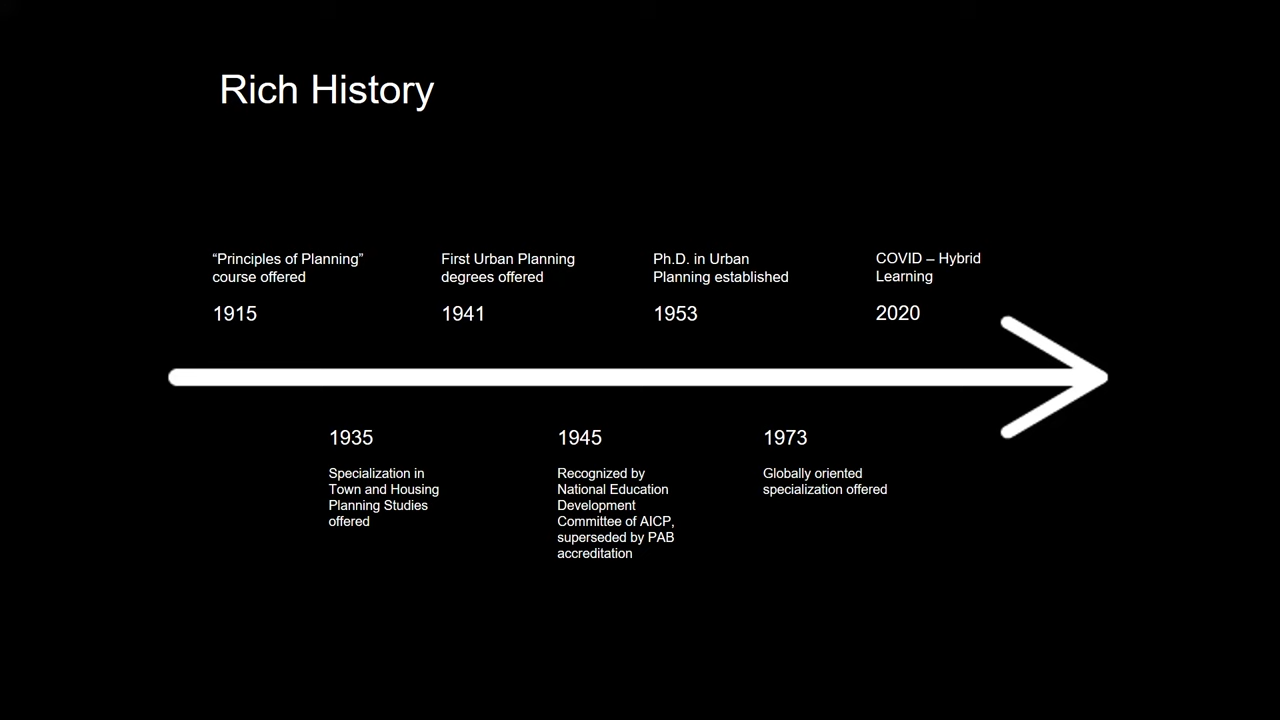 Rich History
“Principles of Planning”
course offered
1915
First Urban Planning
degrees offered
1941
Ph.D. in Urban
Planning established
1953
COVID – Hybrid
Learning
2020
1935
Specialization in
Town and Housing
Planning Studies
offered
1945
Recognized by
National Education
Development
Committee of AICP,
superseded by PAB
accreditation
1973
Globally oriented
specialization offered